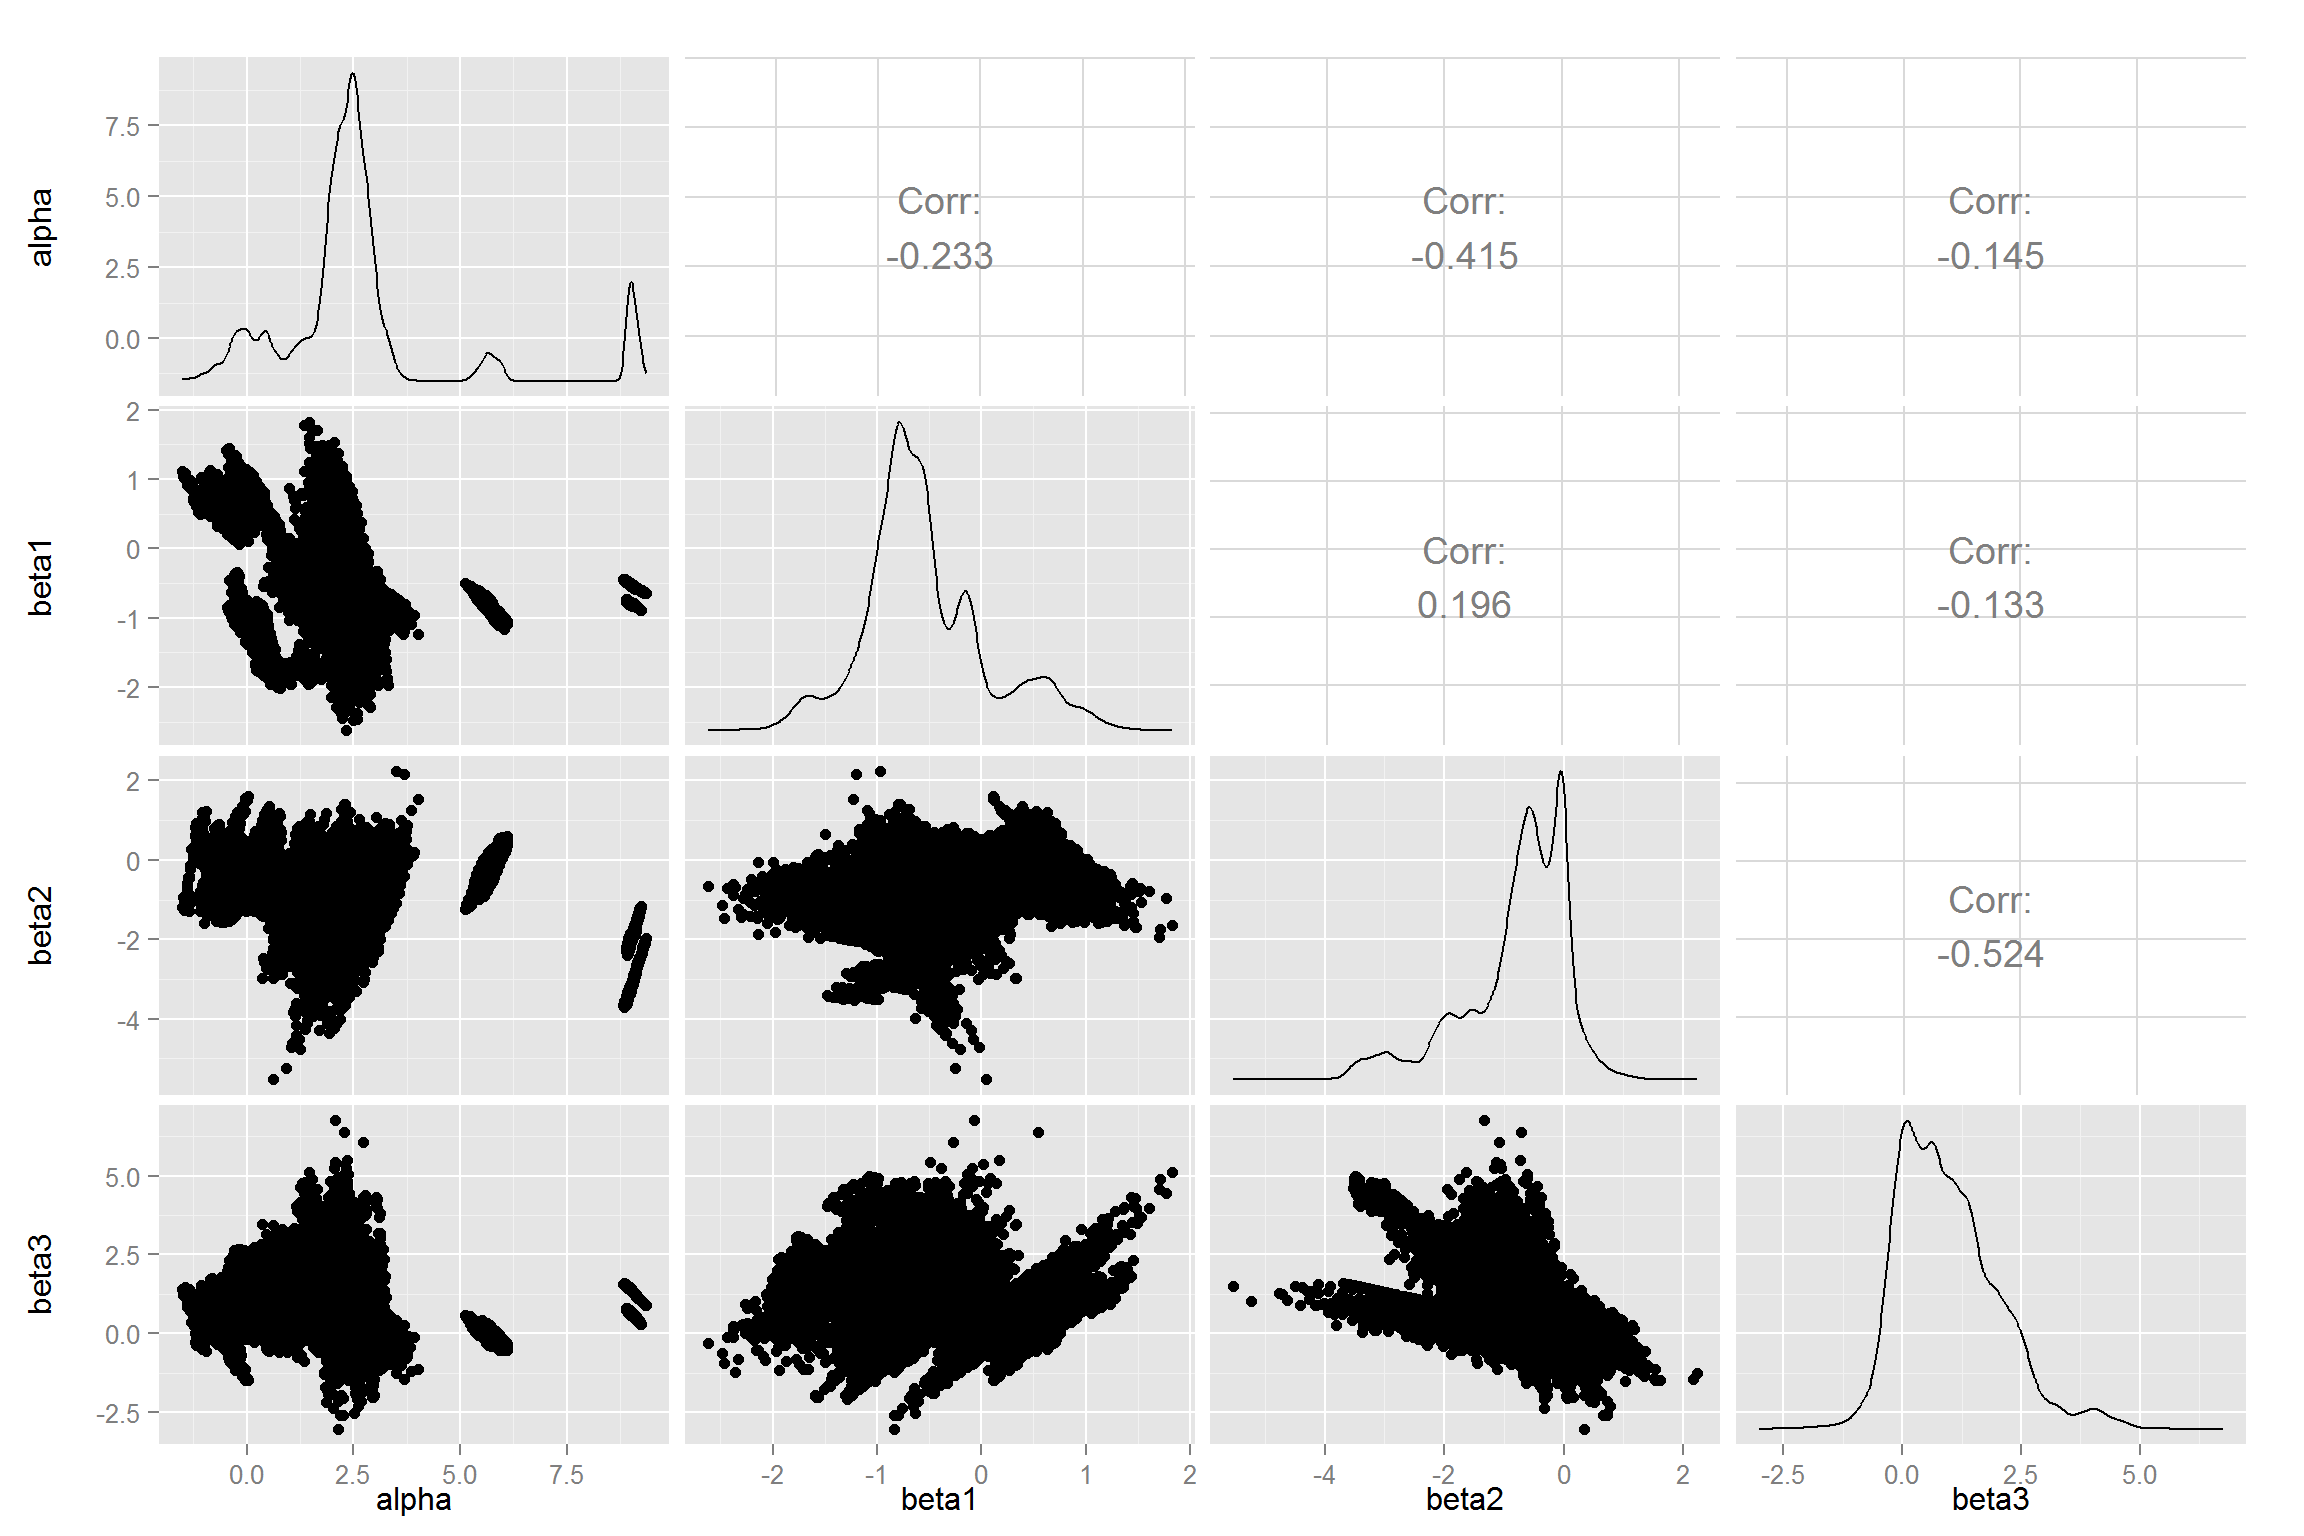 alpha
7.5
5.0
2.5
0.0
Corr:
-0.233
Corr:
-0.415
Corr:
-0.145
beta1
2
1
0
-1
-2
Corr:
0.196
Corr:
-0.133
beta2
2
0
-2
-4
Corr:
-0.524
beta3
5.0
2.5
0.0
-2.5
0.0 2.5 5.0 7.5
alpha
-2 -1 0 1 2
beta1
-4 -2 0 2
beta2
-2.5 0.0 2.5 5.0
beta3